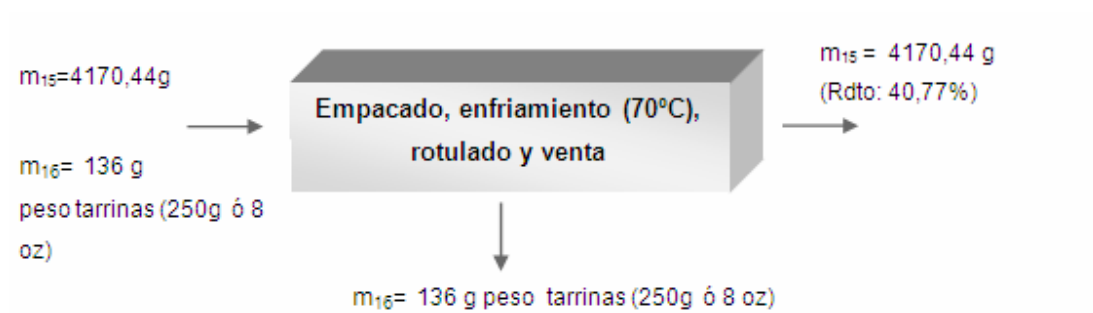 m₁₅=4170,44g
m₁₆= 136 g
peso tarrinas (250g ó 8
oz)
Empacado, enfriamiento (70ºC),
rotulado y venta
m₁₅ = 4170,44 g
(Rdto: 40,77%)
m₁₆= 136 g peso tarrinas (250g ó 8 oz)